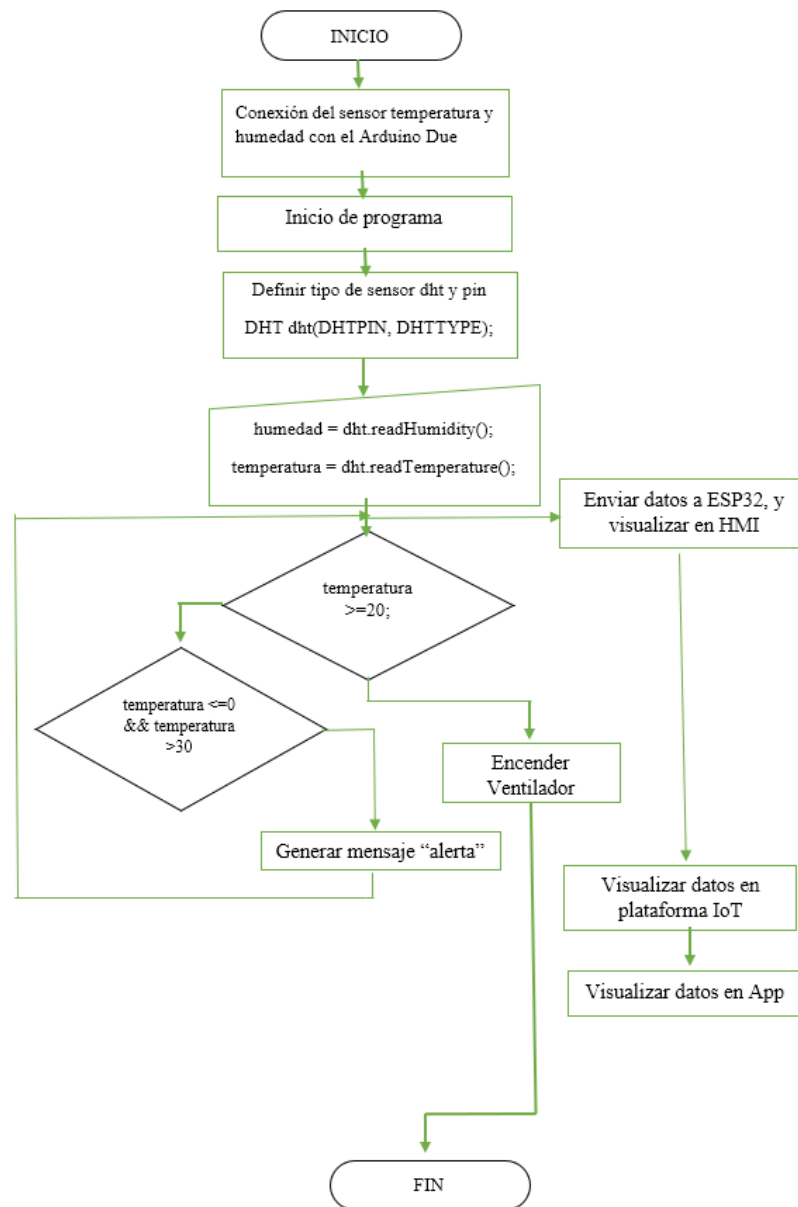 INICIO
Conexión del sensor temperatura y
humedad con el Arduino Due
Inicio de programa
Definir tipo de sensor dht y pin
DHT dht(DHTPIN, DHTTYPE);
humedad = dht.readHumidity();
temperatura = dht.readTemperature();
Enviar datos a ESP32, y
visualizar en HMI
temperatura
>=20;
temperatura <=0
&& temperatura
>30
Encender
Ventilador
Generar mensaje “alerta”
Visualizar datos en
plataforma IoT
Visualizar datos en App
FIN